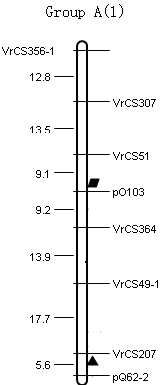 Group A(1)
VrCS356-1
12.8
VrCS307
13.5
VrCS51
9.1
pO103
9.2
VrCS364
13.9
VrCS49-1
17.7
VrCS207
5.6
pQ62-2